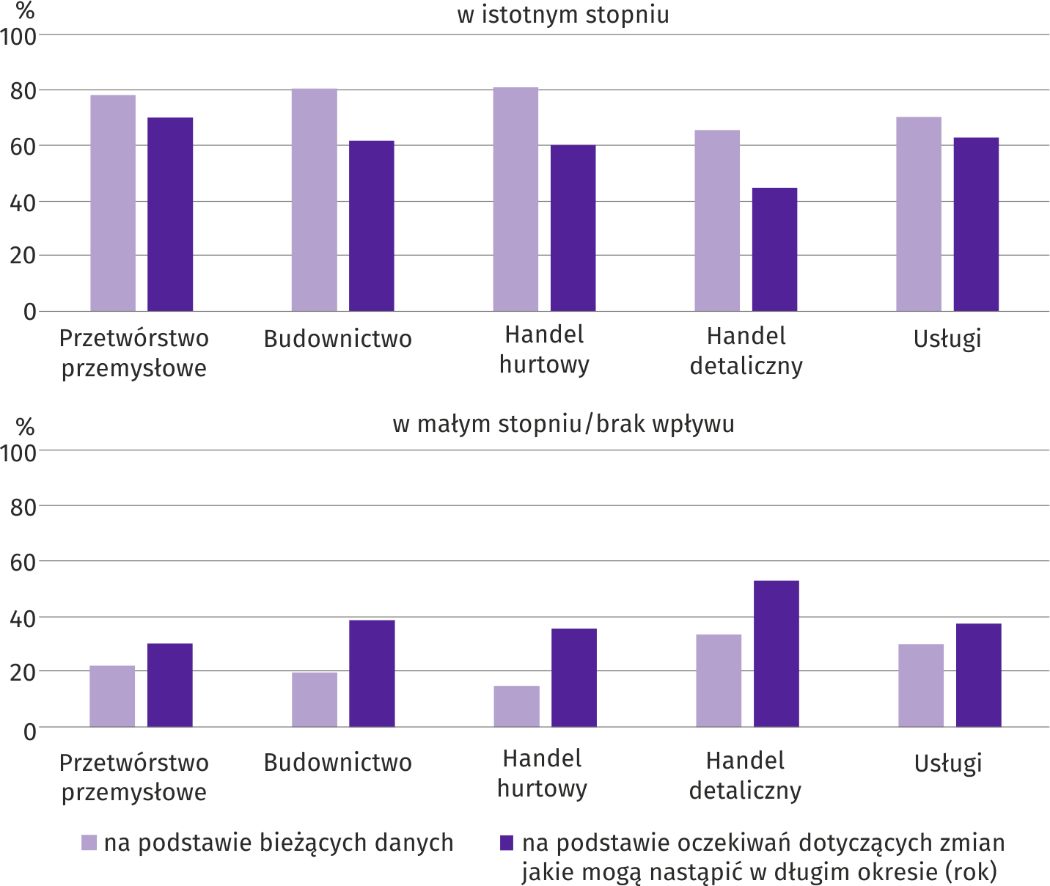 %
w istotnym stopniu
100
80
60
40
20
0
Przetwórstwo
przemysłowe
Budownictwo
Handel
hurtowy
Handel
detaliczny
Usługi
%
w małym stopniu/brak wpływu
100
80
60
40
20
0
Przetwórstwo
przemysłowe
Budownictwo
Handel
hurtowy
Handel
detaliczny
Usługi
na podstawie bieżących danych
na podstawie oczekiwań dotyczących zmian
jakie mogą nastąpić w długim okresie (rok)